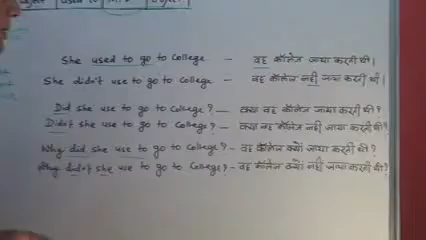 used to
She used to go to College - वह कॉलेज जाया करती थी।
She didn't use to go to College - वह कॉलेज नहीं जाया करती थी।
Did she use to go to College? - क्या वह कॉलेज जाया करती थी?
Didn't she use to go to College? - क्या वह कॉलेज नहीं जाया करती थी?
Why did she use to go to College? - वह कॉलेज क्यों जाया करती थी?
Why didn't she use to go to College? - वह कॉलेज क्यों नहीं जाया करती थी?